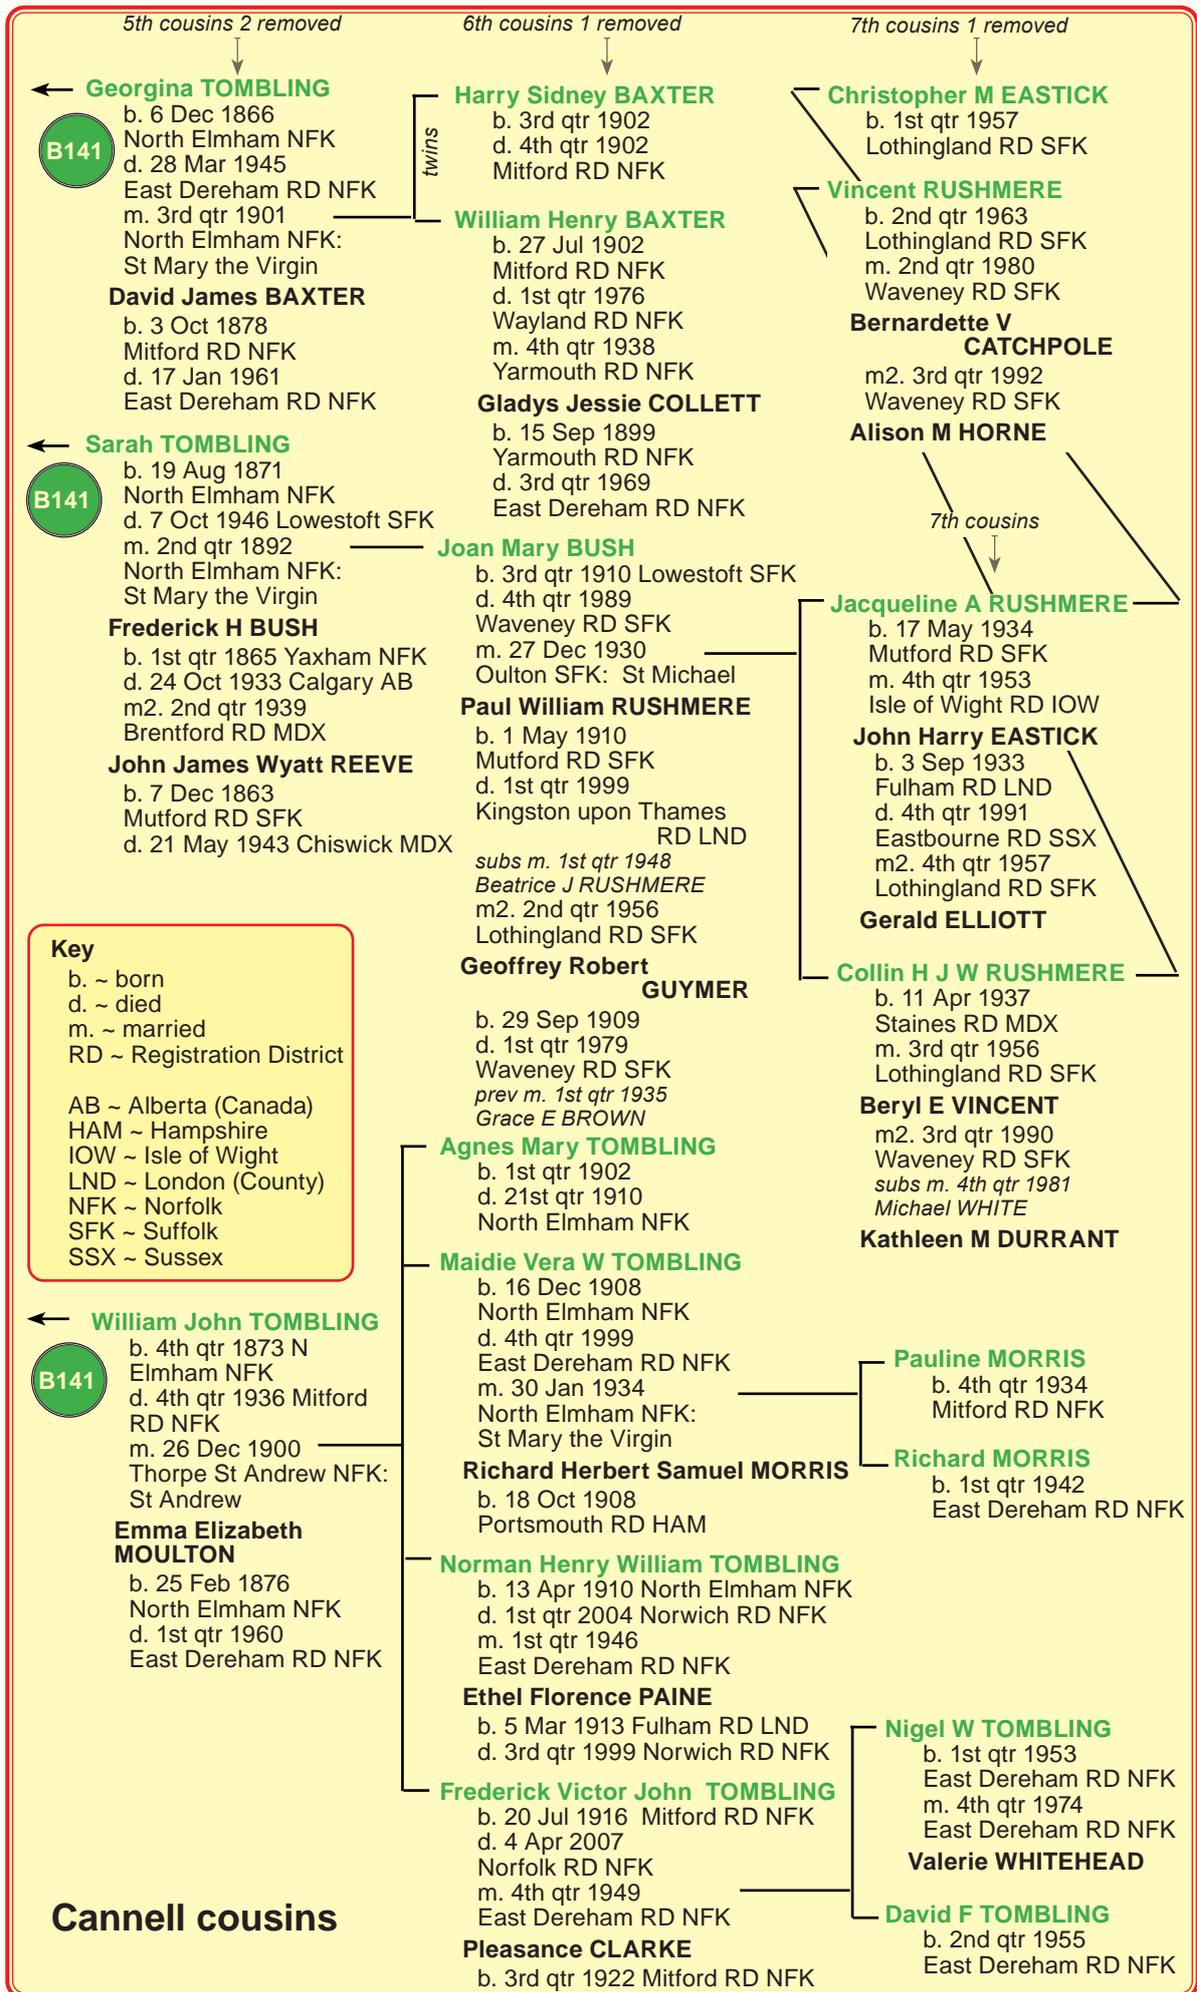 5th cousins 2 removed
Georgina TOMBLING
B141
b. 6 Dec 1866
North Elmham NFK
d. 28 Mar 1945
East Dereham RD NFK
m. 3rd qtr 1901
North Elmham NFK:
St Mary the Virgin
David James BAXTER
b. 3 Oct 1878
Mitford RD NFK
d. 17 Jan 1961
East Dereham RD NFK
Sarah TOMBLING
B141
b. 19 Aug 1871
North Elmham NFK
d. 7 Oct 1946 Lowestoft SFK
m. 2nd qtr 1892
North Elmham NFK:
St Mary the Virgin
Frederick H BUSH
b. 1st qtr 1865 Yaxham NFK
d. 24 Oct 1933 Calgary AB
m2. 2nd qtr 1939
Brentford RD MDX
John James Wyatt REEVE
b. 7 Dec 1863
Mutford RD SFK
d. 21 May 1943 Chiswick MDX
Key
b. ~ born
d. ~ died
m. ~ married
RD ~ Registration District
AB ~ Alberta (Canada)
HAM ~ Hampshire
IOW ~ Isle of Wight
LND ~ London (County)
NFK ~ Norfolk
SFK ~ Suffolk
SSX ~ Sussex
William John TOMBLING
B141
b. 4th qtr 1873 N
Elmham NFK
d. 4th qtr 1936 Mitford
RD NFK
m. 26 Dec 1900
Thorpe St Andrew NFK:
St Andrew
Emma Elizabeth
MOULTON
b. 25 Feb 1876
North Elmham NFK
d. 1st qtr 1960
East Dereham RD NFK
Cannell cousins
6th cousins 1 removed
twins
Harry Sidney BAXTER
b. 3rd qtr 1902
d. 4th qtr 1902
Mitford RD NFK
William Henry BAXTER
b. 27 Jul 1902
Mitford RD NFK
d. 1st qtr 1976
Wayland RD NFK
m. 4th qtr 1938
Yarmouth RD NFK
Gladys Jessie COLLETT
b. 15 Sep 1899
Yarmouth RD NFK
d. 3rd qtr 1969
East Dereham RD NFK
Joan Mary BUSH
b. 3rd qtr 1910 Lowestoft SFK
d. 4th qtr 1989
Waveney RD SFK
m. 27 Dec 1930
Oulton SFK: St Michael
Paul William RUSHMERE
b. 1 May 1910
Mutford RD SFK
d. 1st qtr 1999
Kingston upon Thames
RD LND
subs m. 1st qtr 1948
Beatrice J RUSHMERE
m2. 2nd qtr 1956
Lothingland RD SFK
Geoffrey Robert
GUYMER
b. 29 Sep 1909
d. 1st qtr 1979
Waveney RD SFK
prev m. 1st qtr 1935
Grace E BROWN
Agnes Mary TOMBLING
b. 1st qtr 1902
d. 21st qtr 1910
North Elmham NFK
Maidie Vera W TOMBLING
b. 16 Dec 1908
North Elmham NFK
d. 4th qtr 1999
East Dereham RD NFK
m. 30 Jan 1934
North Elmham NFK:
St Mary the Virgin
Richard Herbert Samuel MORRIS
b. 18 Oct 1908
Portsmouth RD HAM
Norman Henry William TOMBLING
b. 13 Apr 1910 North Elmham NFK
d. 1st qtr 2004 Norwich RD NFK
m. 1st qtr 1946
East Dereham RD NFK
Ethel Florence PAINE
b. 5 Mar 1913 Fulham RD LND
d. 3rd qtr 1999 Norwich RD NFK
Frederick Victor John TOMBLING
b. 20 Jul 1916 Mitford RD NFK
d. 4 Apr 2007
Norfolk RD NFK
m. 4th qtr 1949
East Dereham RD NFK
Pleasance CLARKE
b. 3rd qtr 1922 Mitford RD NFK
7th cousins 1 removed
Christopher M EASTICK
b. 1st qtr 1957
Lothingland RD SFK
Vincent RUSHMERE
b. 2nd qtr 1963
Lothingland RD SFK
m. 2nd qtr 1980
Waveney RD SFK
Bernardette V
CATCHPOLE
m2. 3rd qtr 1992
Waveney RD SFK
Alison M HORNE
7th cousins
Jacqueline A RUSHMERE
b. 17 May 1934
Mutford RD SFK
m. 4th qtr 1953
Isle of Wight RD IOW
John Harry EASTICK
b. 3 Sep 1933
Fulham RD LND
d. 4th qtr 1991
Eastbourne RD SSX
m2. 4th qtr 1957
Lothingland RD SFK
Gerald ELLIOTT
Collin H J W RUSHMERE
b. 11 Apr 1937
Staines RD MDX
m. 3rd qtr 1956
Lothingland RD SFK
Beryl E VINCENT
m2. 3rd qtr 1990
Waveney RD SFK
subs m. 4th qtr 1981
Michael WHITE
Kathleen M DURRANT
Pauline MORRIS
b. 4th qtr 1934
Mitford RD NFK
Richard MORRIS
b. 1st qtr 1942
East Dereham RD NFK
Nigel W TOMBLING
b. 1st qtr 1953
East Dereham RD NFK
m. 4th qtr 1974
East Dereham RD NFK
Valerie WHITEHEAD
David F TOMBLING
b. 2nd qtr 1955
East Dereham RD NFK